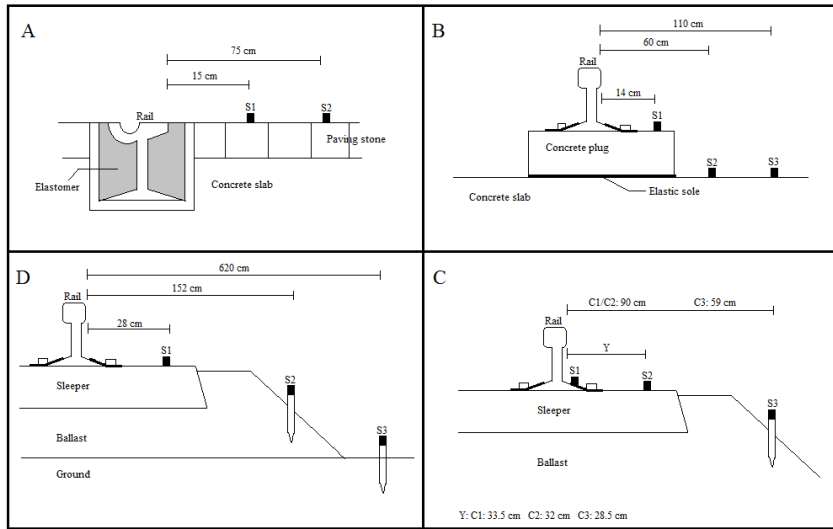 A
75 cm
15 cm
Rail
S1
S2
Paving stone
Elastomer
Concrete slab
B
110 cm
60 cm
Rail
14 cm
S1
Concrete plug
S2
S3
Concrete slab
Elastic sole
D
620 cm
152 cm
Rail
28 cm
S1
S2
Sleeper
S3
Ballast
Ground
C
C1/C2: 90 cm C3: 59 cm
Rail
Y
S1
S2
S3
Sleeper
Ballast
Y: C1: 33.5 cm C2: 32 cm C3: 28.5 cm